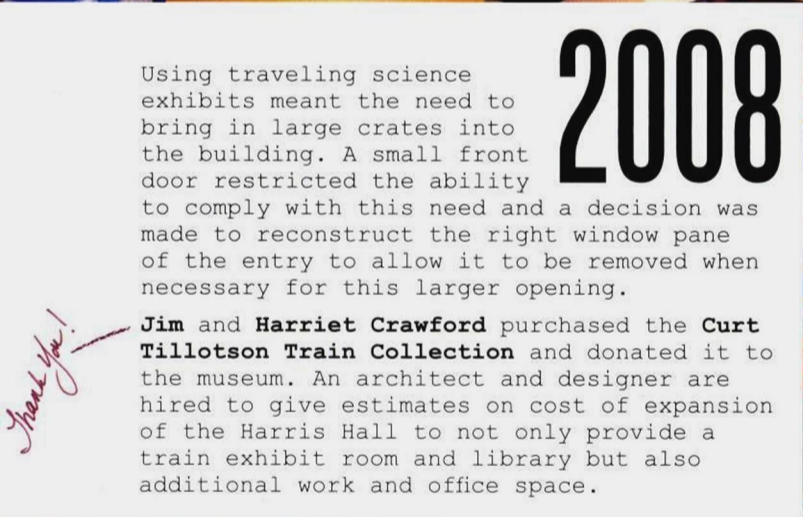 2008
Using traveling science
exhibits meant the need to
bring in large crates into
the building. A small front
door restricted the ability
to comply with this need and a decision was
made to reconstruct the right window pane
of the entry to allow it to be removed when
necessary for this larger opening.
Thank You!
Jim and Harriet Crawford purchased the Curt
Tillotson Train Collection and donated it to
the museum. An architect and designer are
hired to give estimates on cost of expansion
of the Harris Hall to not only provide a
train exhibit room and library but also
additional work and office space.